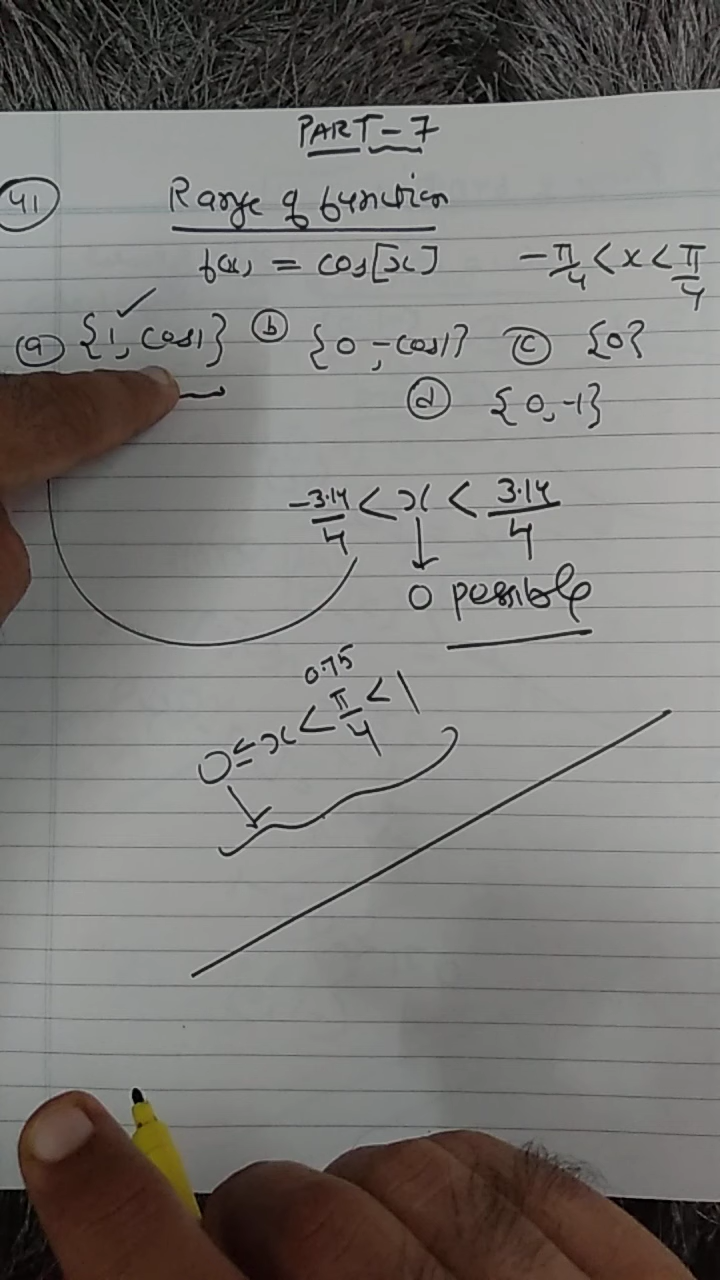 PART-7
41 Range of function
f(x) = cos[x] -π/4 < x < π/4
(a) {1, cos1} ✓ (b) {0, -cos1} (c) {0}
(d) {0, -1}
-3.14/4 < x < 3.14/4
↓
0 possible
0.75
0 ≤ x < π/4 < 1